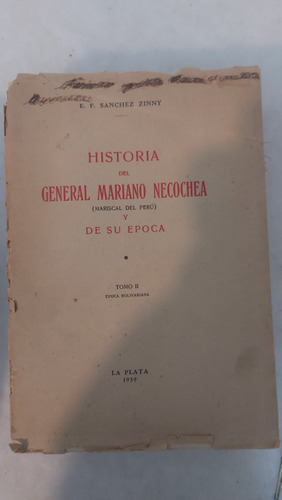 E. F. SANCHEZ ZINNY
HISTORIA
DEL
GENERAL MARIANO NECOCHEA
(MARISCAL DEL PERÚ)
Y
DE SU EPOCA
TOMO II
EPOCA BOLIVARIANA
LA PLATA
1939